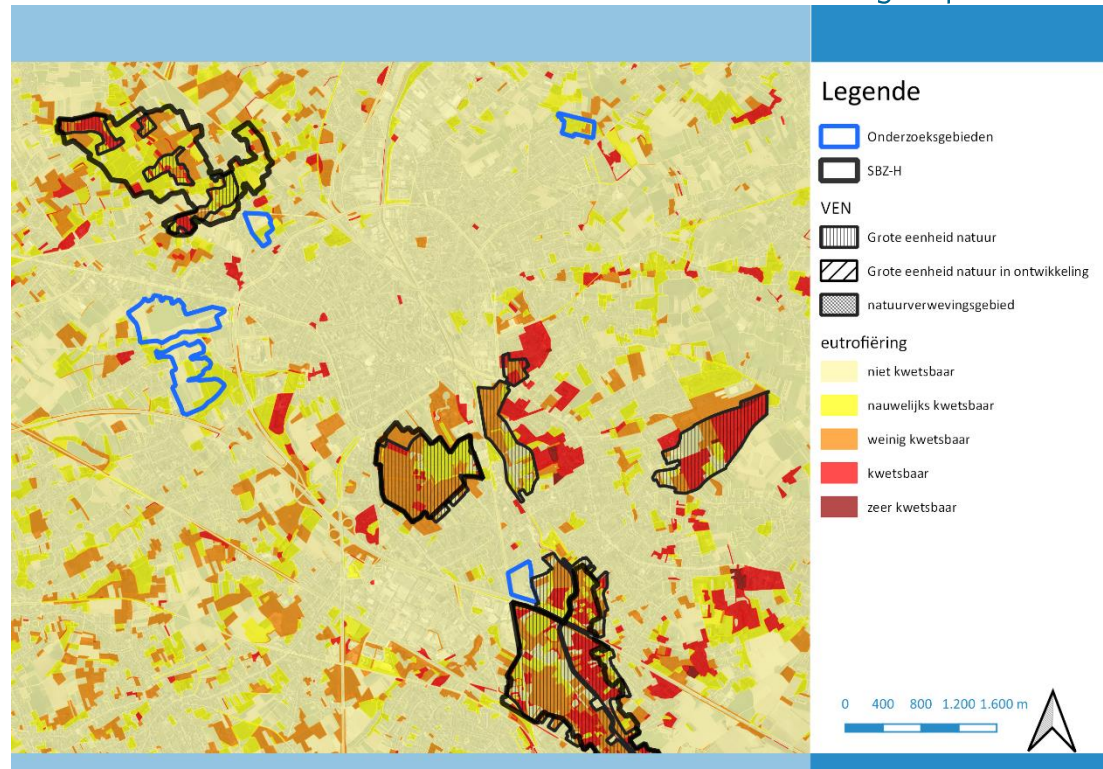 Legende
Onderzoeksgebieden
SBZ-H
VEN
Grote eenheid natuur
Grote eenheid natuur in ontwikkeling
natuurverwevingsgebied
eutrofiëring
niet kwetsbaar
nauwelijks kwetsbaar
weinig kwetsbaar
kwetsbaar
zeer kwetsbaar
0 400 800 1.200 1.600 m